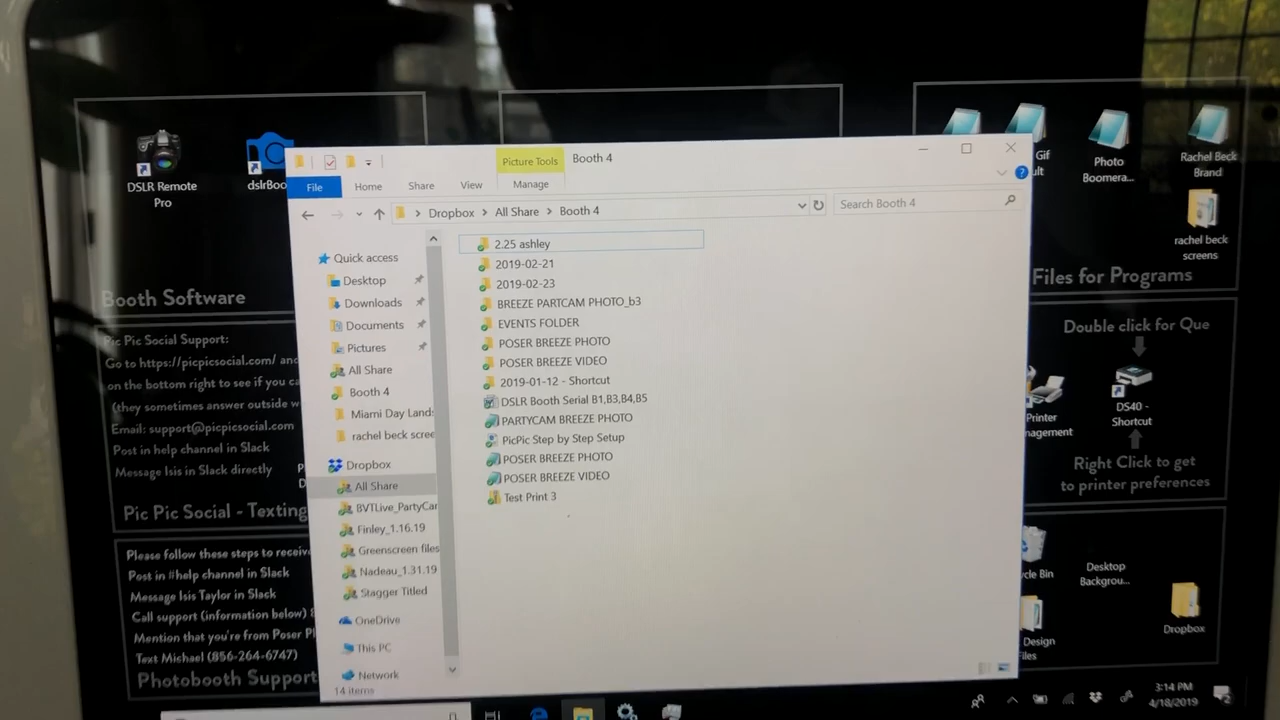 DSLR Remote
Pro
dslrBoo
Booth Software
Pic Pic Social Support:
Go to https://picpicsocial.com/ and
on the bottom right to see if you ca
(they sometimes answer outside w
Email: support@picpicsocial.com
Post in help channel in Slack
Message Isis in Slack directly
Pic Pic Social - Texting
Please follow these steps to receiv
Post in #help channel in Slack
Message Isis Taylor in Slack
Call support (information below)
Mention that you're from Poser Pl
Text Michael (856-264-6747)
Photobooth Support
Picture Tools
Booth 4
File
Home
Share
View
Manage
Dropbox > All Share > Booth 4
Search Booth 4
Quick access
Desktop
Downloads
Documents
Pictures
All Share
Booth 4
Miami Day Land
rachel beck scree
Dropbox
All Share
BVTLive_PartyCar
Finley_1.16.19
Greenscreen files
Nadeau_1.31.19
Stagger Titled
OneDrive
This PC
Network
14 items
2.25 ashley
2019-02-21
2019-02-23
BREEZE PARTCAM PHOTO_b3
EVENTS FOLDER
POSER BREEZE PHOTO
POSER BREEZE VIDEO
2019-01-12 - Shortcut
DSLR Booth Serial B1,B3,B4,B5
PARTYCAM BREEZE PHOTO
PicPic Step by Step Setup
POSER BREEZE PHOTO
POSER BREEZE VIDEO
Test Print 3
Gif
ult
Photo
Boomera...
Rachel Beck
Brand
rachel beck
screens
Files for Programs
Double click for Que
Printer
nagement
DS40 -
Shortcut
Right Click to get
to printer preferences
cle Bin
Desktop
Backgrou...
Design
Files
Dropbox
3:14 PM
4/18/2019
2